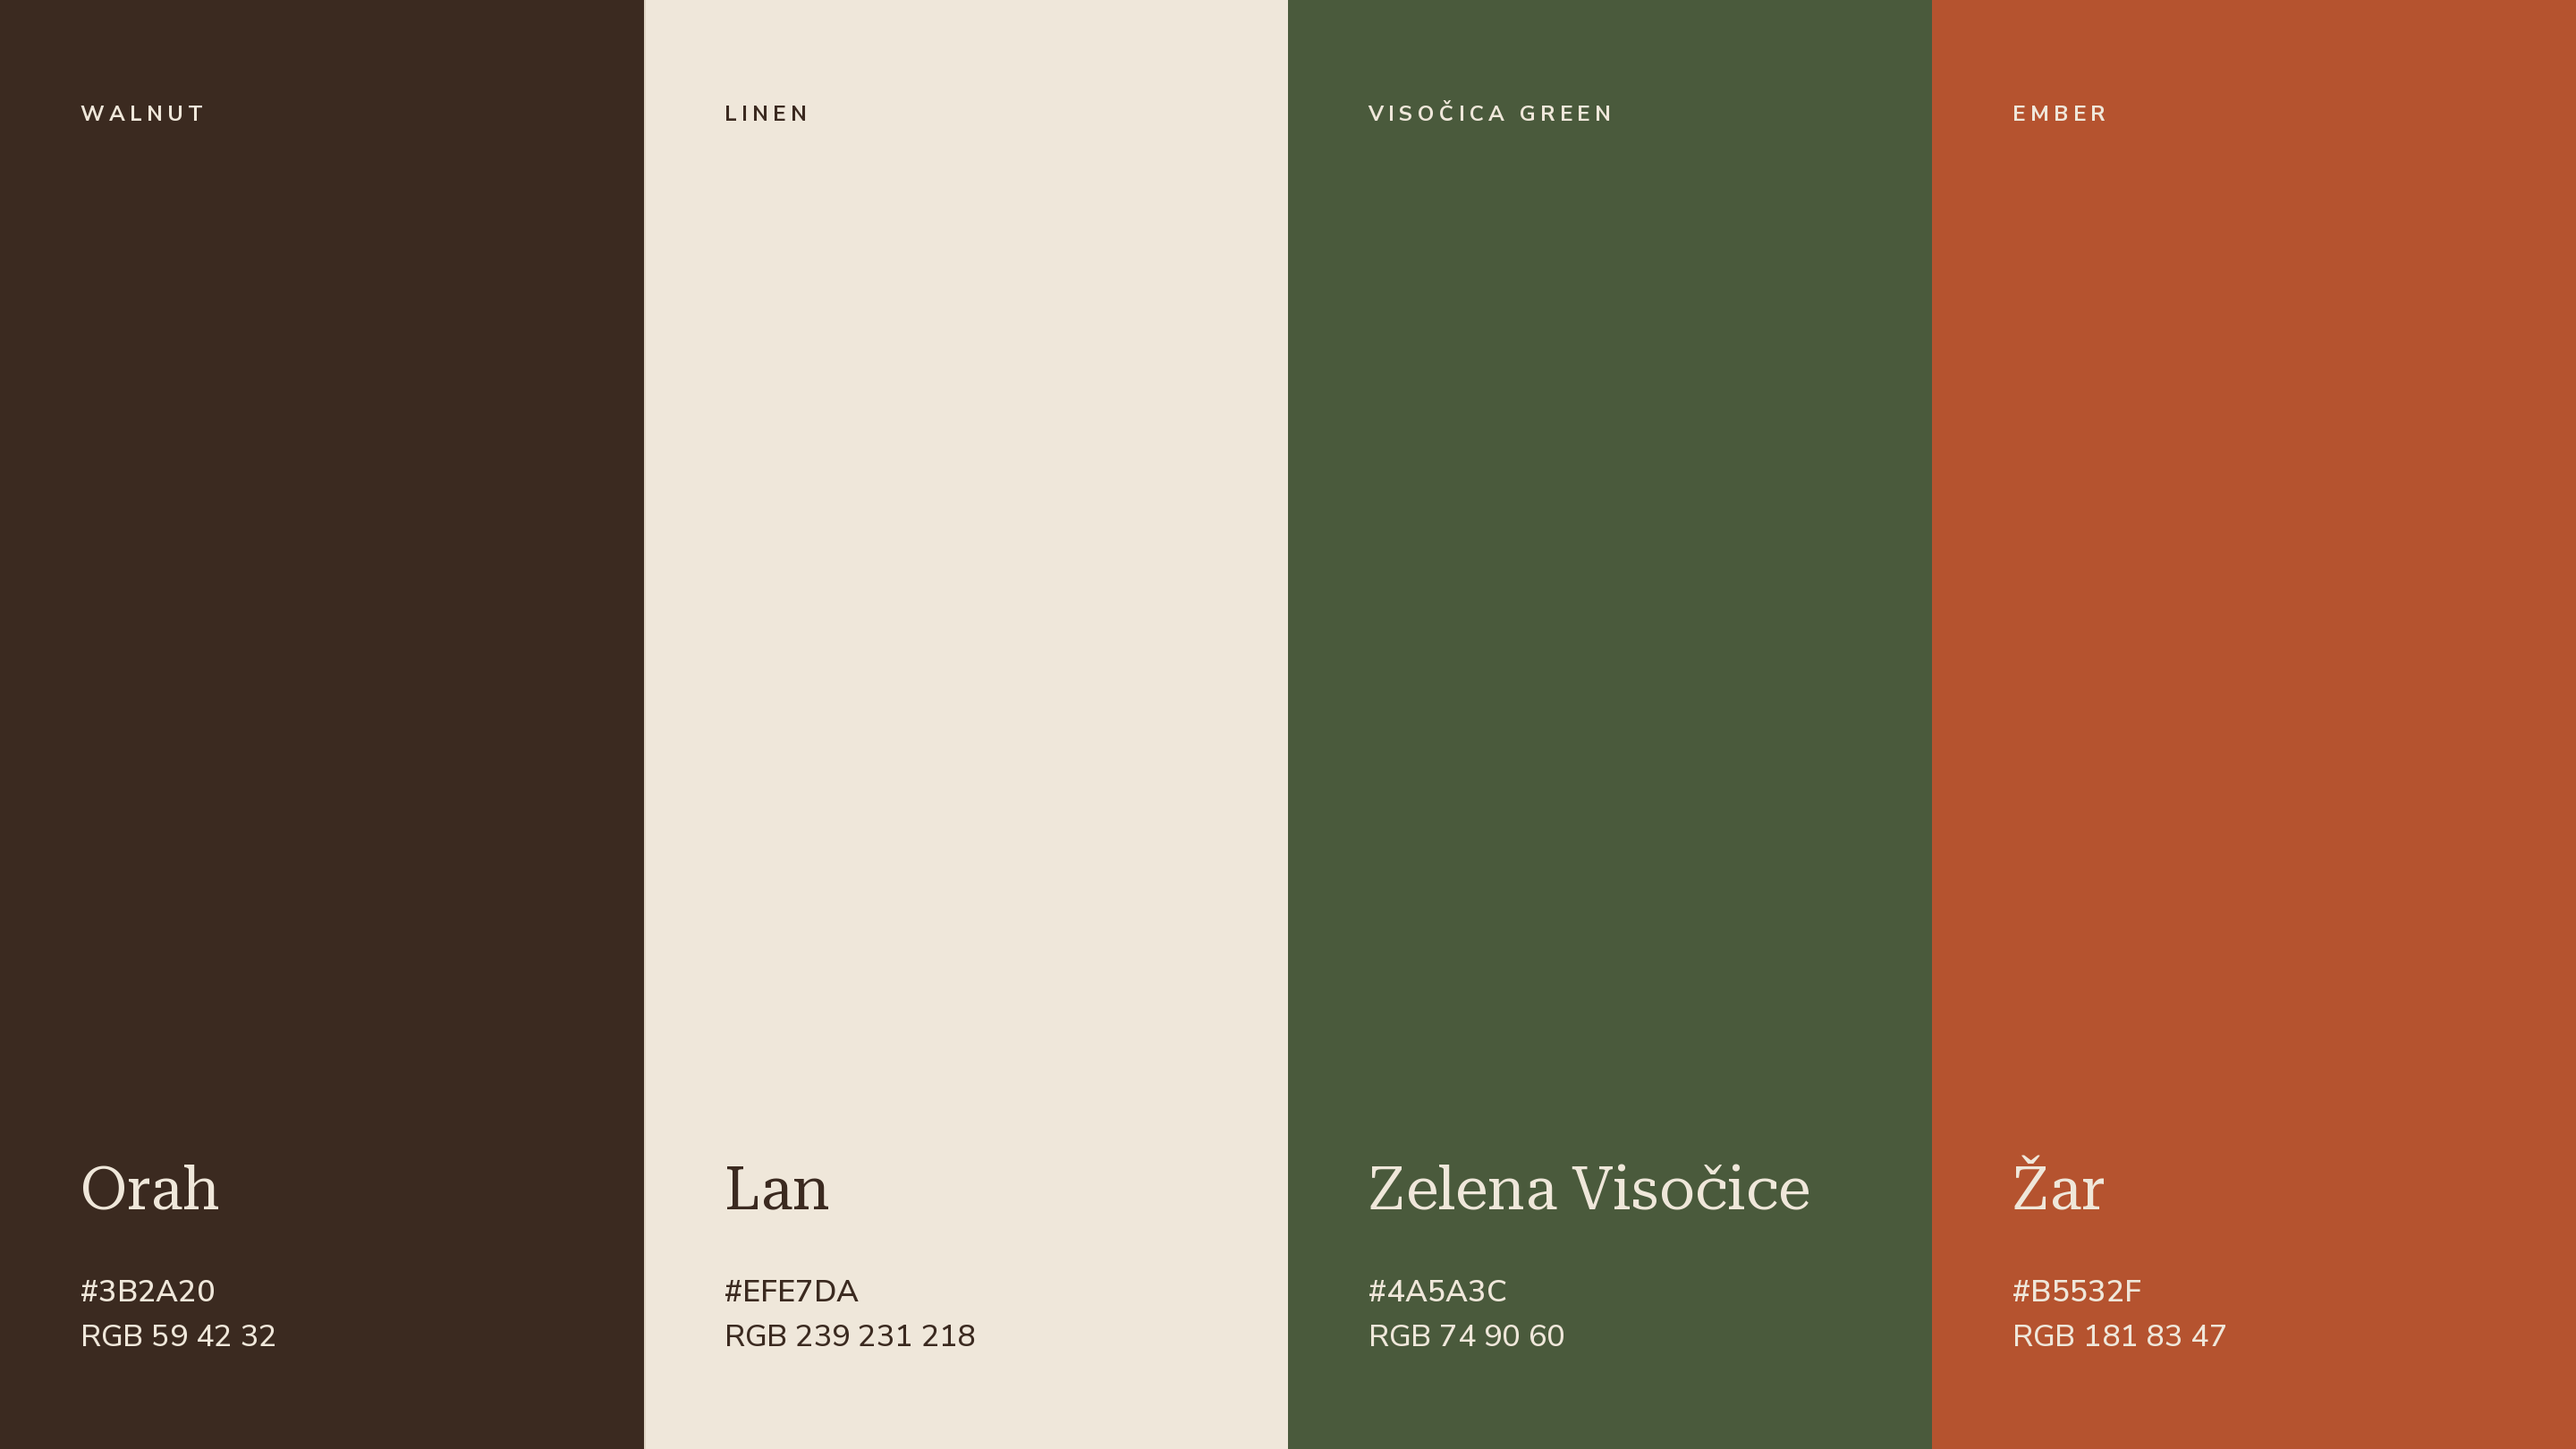 WALNUT
Orah
#3B2A20
RGB 59 42 32
LINEN
Lan
#EFE7DA
RGB 239 231 218
VISOČICA GREEN
Zelena Visočice
#4A5A3C
RGB 74 90 60
EMBER
Žar
#B5532F
RGB 181 83 47